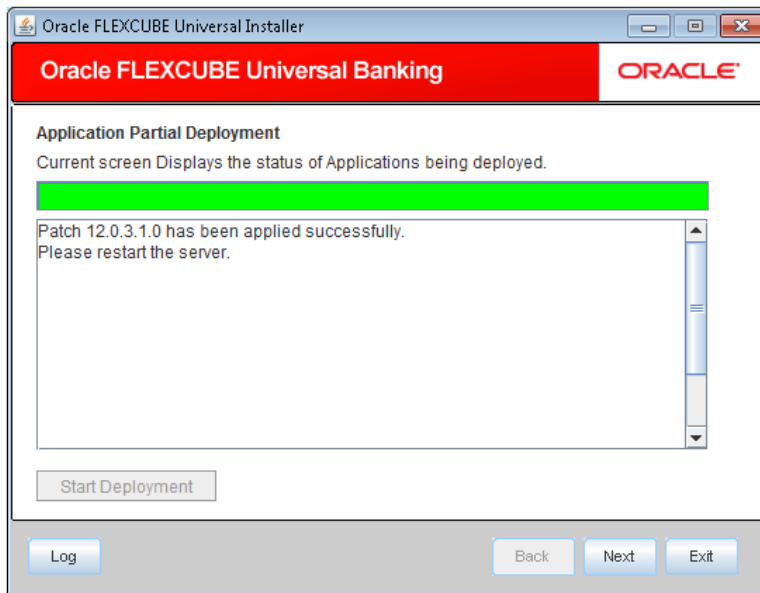 Oracle FLEXCUBE Universal Installer
Oracle FLEXCUBE Universal Banking
ORACLE'
Application Partial Deployment
Current screen Displays the status of Applications being deployed.
Patch 12.0.3.1.0 has been applied successfully.
Please restart the server.
Start Deployment
Log
Back
Next
Exit